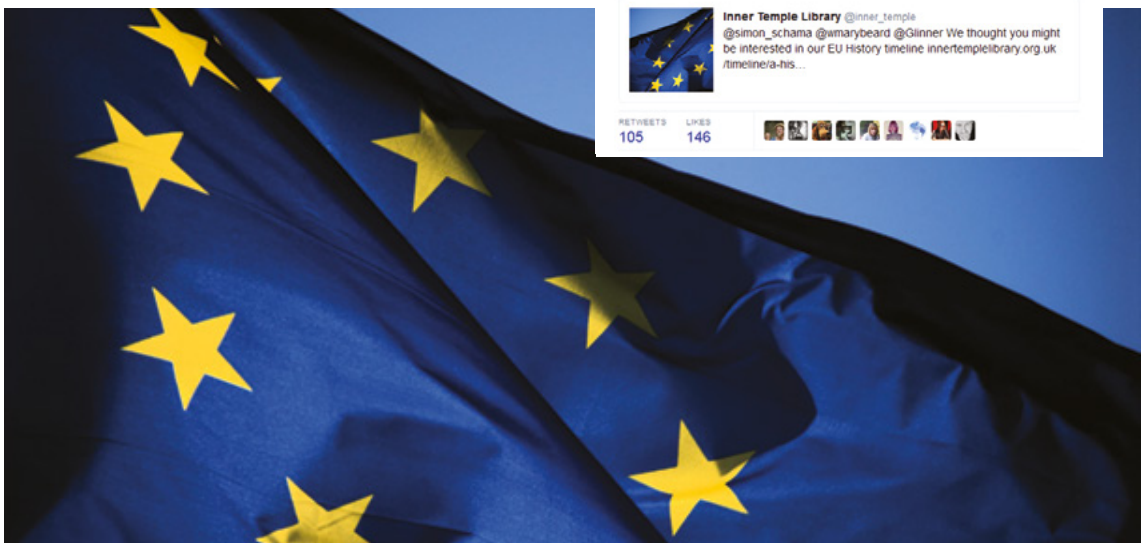 Inner Temple Library @inner_temple
@simon_schama @wmarybeard @Glinner We thought you might
be interested in our EU History timeline innertemplelibrary.org.uk
/timeline/a-his…
RETWEETS LIKES
105 146